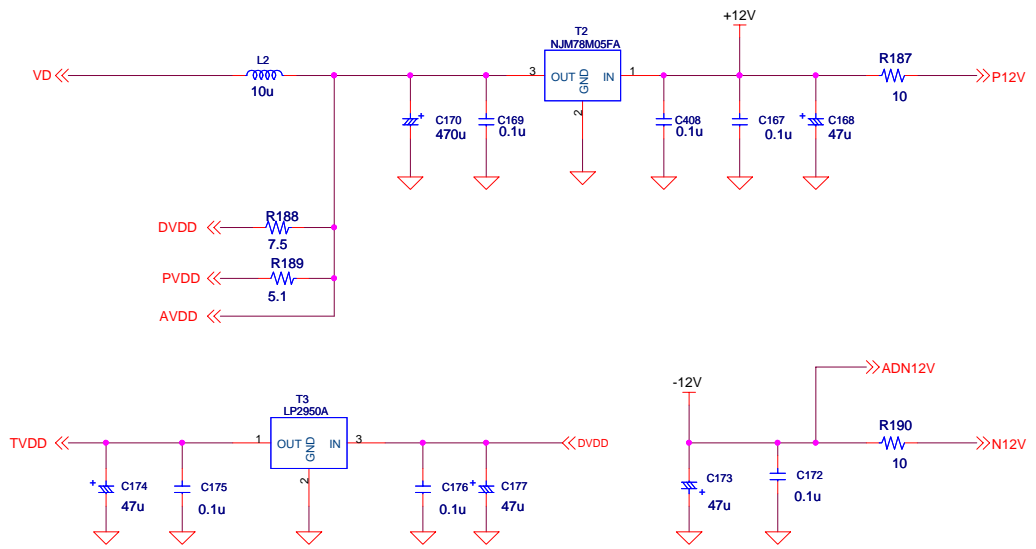 +12V
T2
NJM78M05FA
L2
10u
VD
3
OUT
GND
IN
1
2
R187
10
P12V
C170
470u
C169
0.1u
C408
0.1u
C167
0.1u
C168
47u
+
+
DVDD
R188
7.5
PVDD
R189
5.1
AVDD
T3
LP2950A
TVDD
1
OUT
GND
IN
3
2
DVDD
C174
47u
+
C175
0.1u
C176
0.1u
C177
47u
+
-12V
ADN12V
R190
10
N12V
C173
47u
+
C172
0.1u